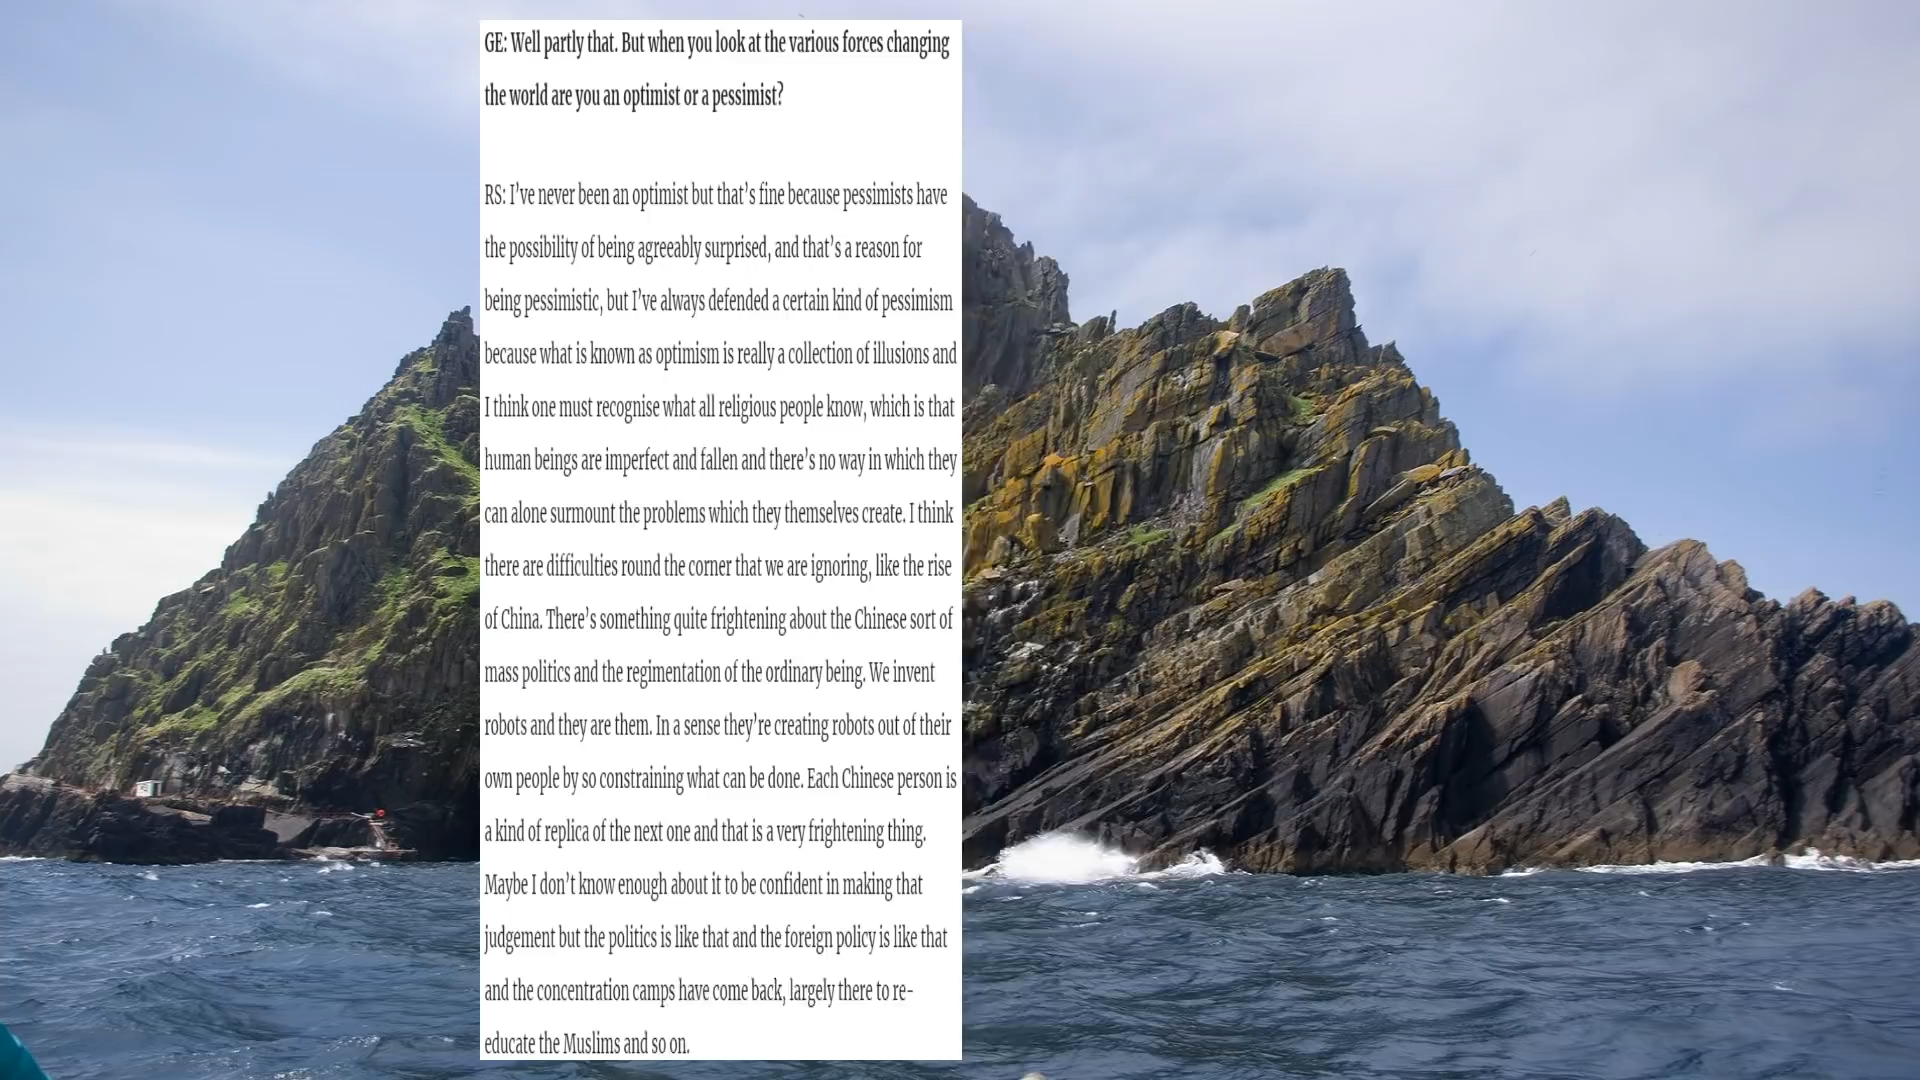 GE: Well partly that. But when you look at the various forces changing
the world are you an optimist or a pessimist?
RS: I've never been an optimist but that's fine because pessimists have
the possibility of being agreeably surprised, and that's a reason for
being pessimistic, but I've always defended a certain kind of pessimism
because what is known as optimism is really a collection of illusions and
I think one must recognise what all religious people know, which is that
human beings are imperfect and fallen and there's no way in which they
can alone surmount the problems which they themselves create. I think
there are difficulties round the corner that we are ignoring, like the rise
of China. There's something quite frightening about the Chinese sort of
mass politics and the regimentation of the ordinary being. We invent
robots and they are them. In a sense they're creating robots out of their
own people by so constraining what can be done. Each Chinese person is
a kind of replica of the next one and that is a very frightening thing.
Maybe I don't know enough about it to be confident in making that
judgement but the politics is like that and the foreign policy is like that
and the concentration camps have come back, largely there to re-
educate the Muslims and so on.